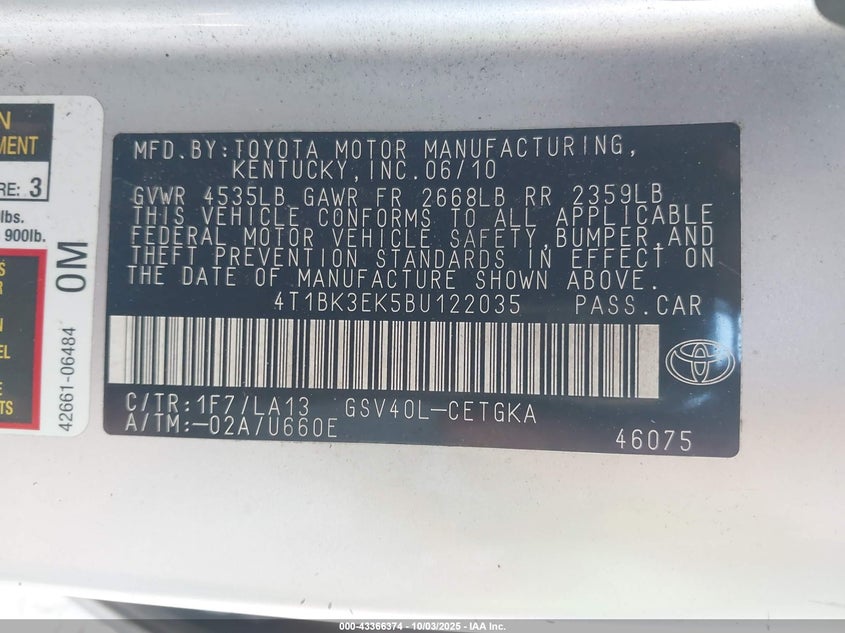 N
MENT
RE: 3
lbs.
900lb.
S
R
N
EL
E
TS
0M
42661-06484
MFD.BY:TOYOTA MOTOR MANUFACTURING,
KENTUCKY,INC.06/10
GVWR 4535LB GAWR FR 2668LB RR 2359LB
THIS VEHICLE CONFORMS TO ALL APPLICABLE
FEDERAL MOTOR VEHICLE SAFETY,BUMPER,AND
THEFT PREVENTION STANDARDS IN EFFECT ON
THE DATE OF MANUFACTURE SHOWN ABOVE.
4T1BK3EK5BU122035 PASS.CAR
C/TR:1F7/LA13 GSV40L-CETGKA
A/TM:-02A/U660E
46075
000-43366374 - 10/03/2025 - IAA Inc.